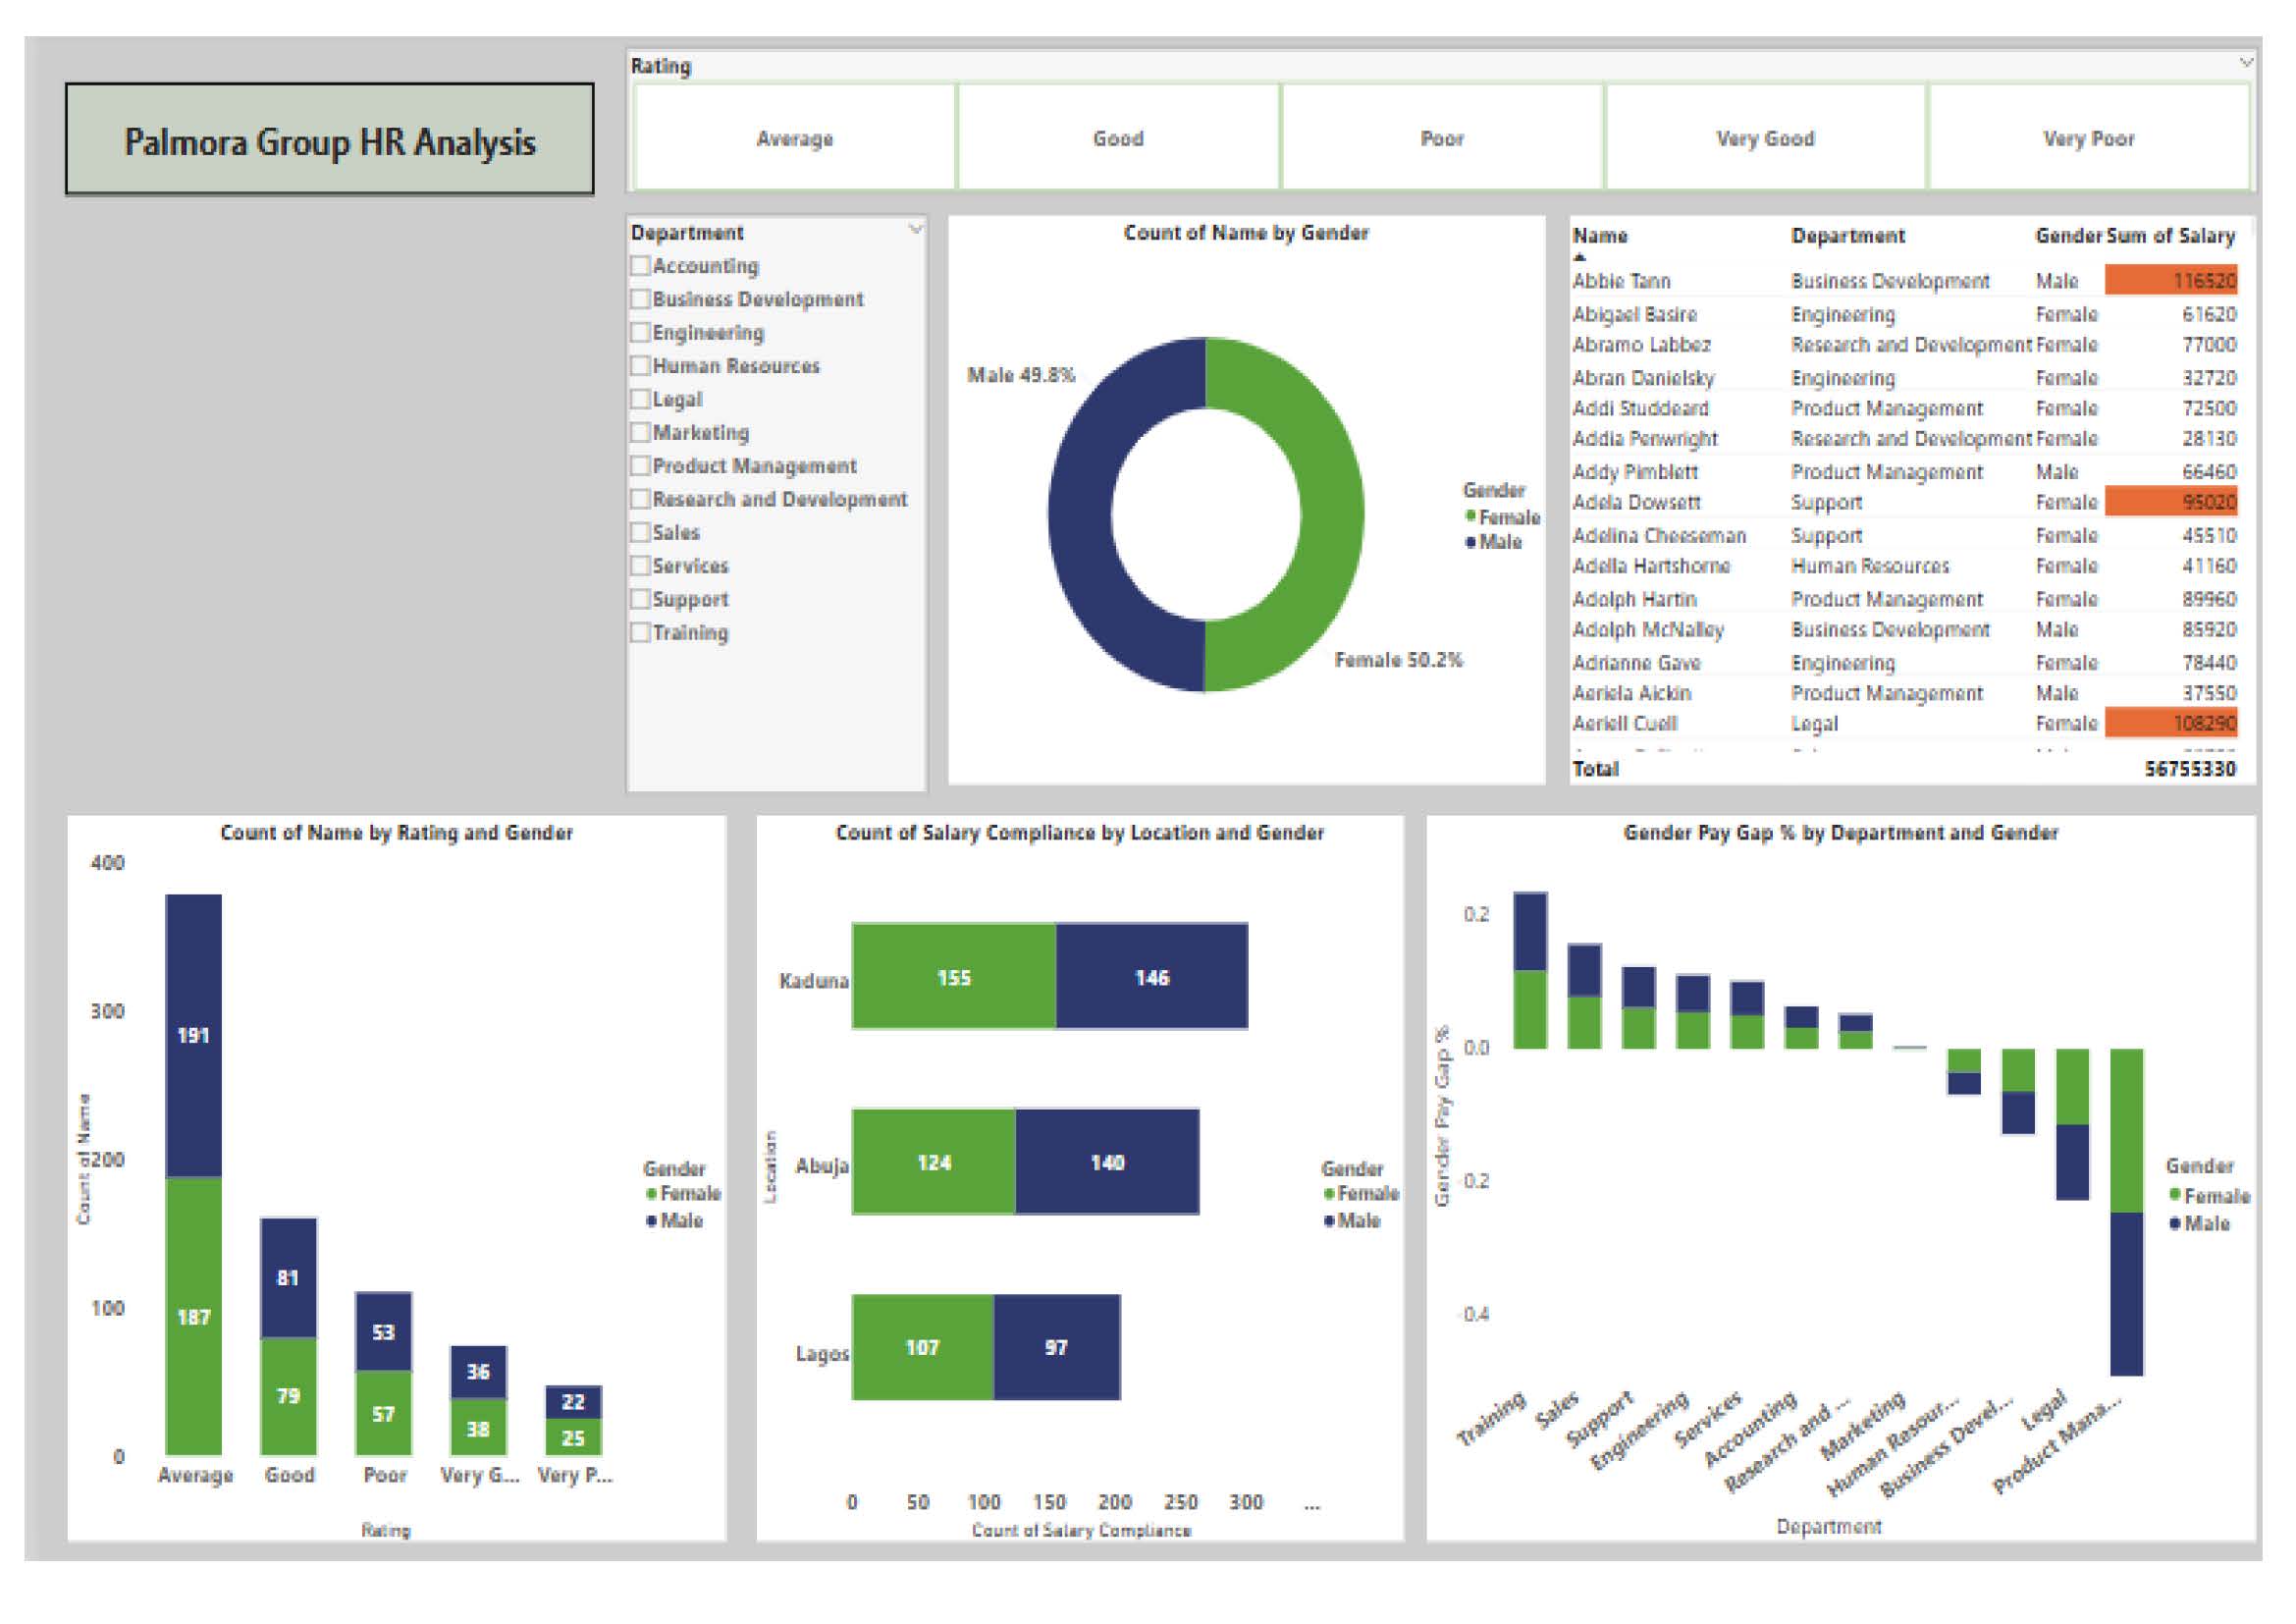 Palmora Group HR Analysis
Rating
Average Good Poor Very Good Very Poor
Department
Accounting
Business Development
Engineering
Human Resources
Legal
Marketing
Product Management
Research and Development
Sales
Services
Support
Training
Count of Name by Gender
Male 49.8%
Female 50.2%
Gender
Female
Male
Name Department Gender Sum of Salary
Abbie Tann Business Development Male 116520
Abigael Basire Engineering Female 61620
Abramo Labbez Research and Development Female 77000
Abran Danielsky Engineering Female 32720
Addi Studdeard Product Management Female 72500
Addia Penwright Research and Development Female 28130
Addy Pimblett Product Management Male 66460
Adela Dowsett Support Female 95020
Adelina Cheeseman Support Female 45510
Adella Hartshorne Human Resources Female 41160
Adolph Hartin Product Management Female 89960
Adolph McNalley Business Development Male 85920
Adrianne Gave Engineering Female 78440
Aeriela Aickin Product Management Male 37550
Aeriell Cuell Legal Female 108290
Total 56755330
Count of Name by Rating and Gender
400
300
200
100
0
Count of Name
191
187
81
79
53
57
36
38
22
25
Average Good Poor Very G... Very P...
Rating
Gender
Female
Male
Count of Salary Compliance by Location and Gender
Location
Kaduna 155 146
Abuja 124 140
Lagos 107 97
0 50 100 150 200 250 300 ...
Count of Salary Compliance
Gender
Female
Male
Gender Pay Gap % by Department and Gender
Gender Pay Gap %
0.2
0.0
-0.2
-0.4
Training Sales Support Engineering Services Accounting Research and ... Marketing Human Resour... Business Devel... Legal Product Mana...
Department
Gender
Female
Male